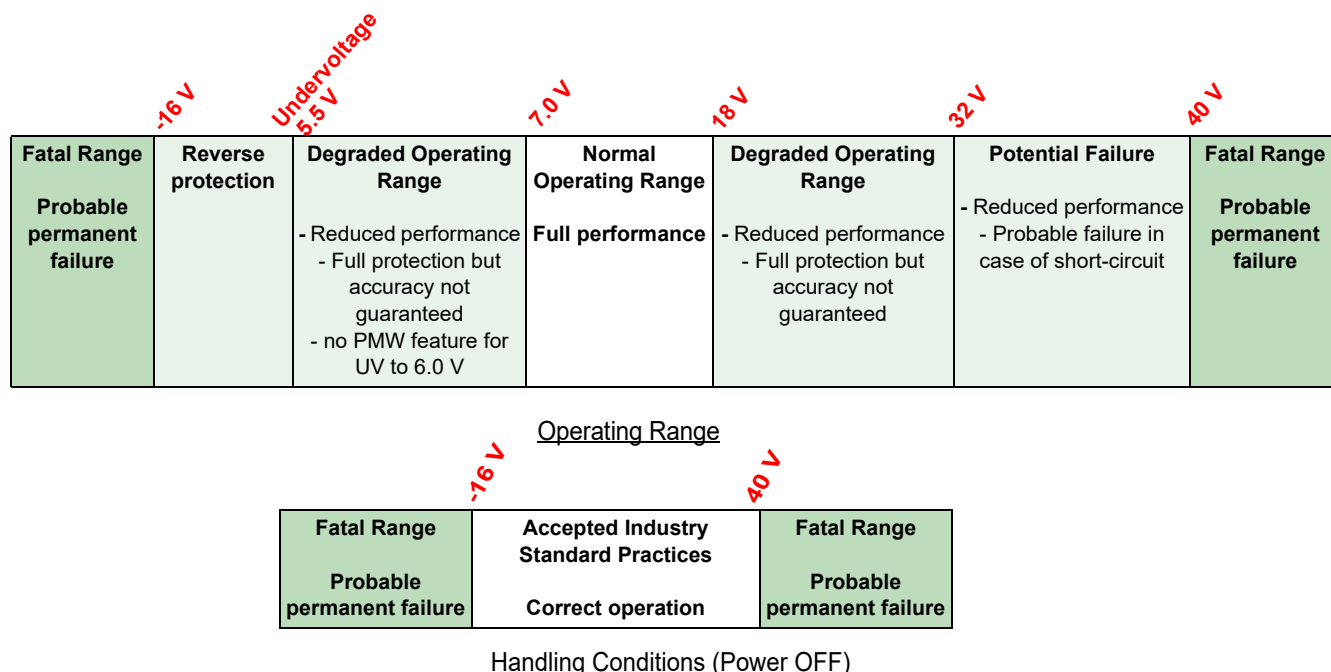 -16 V
Undervoltage
5.5 V
7.0 V
18 V
32 V
40 V
Fatal Range
Probable
permanent
failure
Reverse
protection
Degraded Operating
Range
- Reduced performance
- Full protection but
accuracy not
guaranteed
- no PMW feature for
UV to 6.0 V
Normal
Operating Range
Full performance
Degraded Operating
Range
- Reduced performance
- Full protection but
accuracy not
guaranteed
Potential Failure
- Reduced performance
- Probable failure in
case of short-circuit
Fatal Range
Probable
permanent
failure
Operating Range
-16 V
40 V
Fatal Range
Probable
permanent failure
Accepted Industry
Standard Practices
Correct operation
Fatal Range
Probable
permanent failure
Handling Conditions (Power OFF)